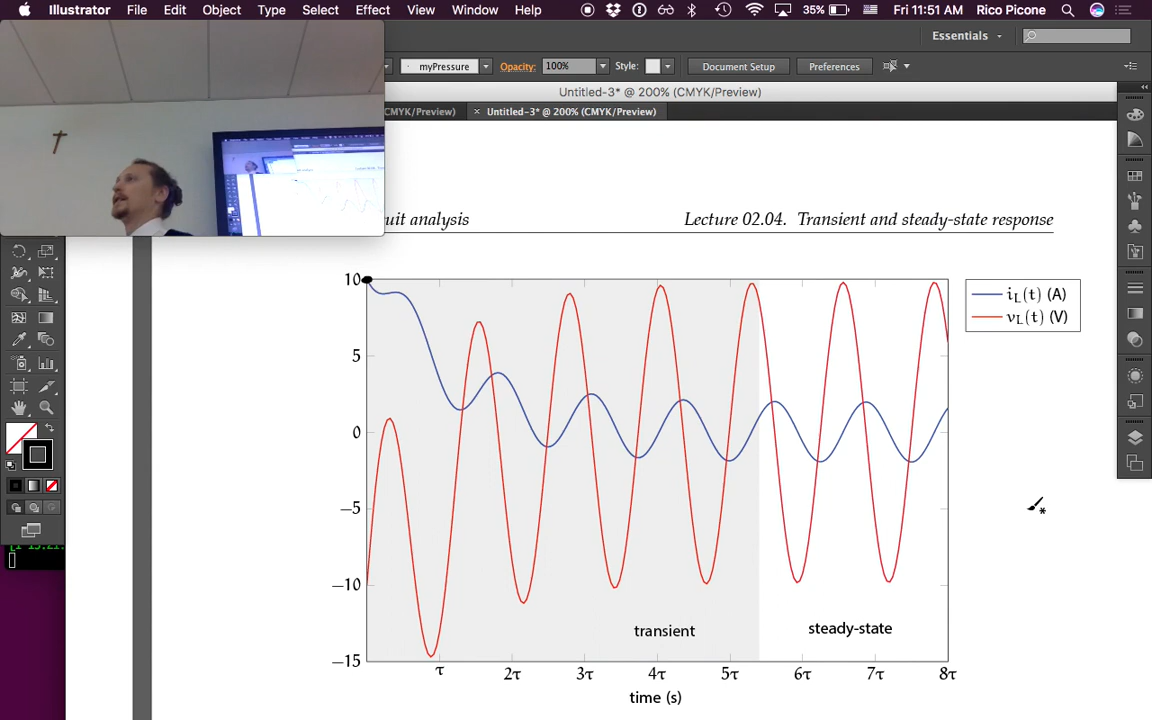 Illustrator File Edit Object Type Select Effect View Window Help 35% Fri 11:51 AM Rico Picone
Essentials
myPressure Opacity: 100% Style: Document Setup Preferences
Untitled-3* @ 200% (CMYK/Preview)
CMYK/Preview) × Untitled-3* @ 200% (CMYK/Preview)
uit analysis Lecture 02.04. Transient and steady-state response
10
5
0
−5
−10
−15
iL(t) (A)
vL(t) (V)
transient steady-state
τ 2τ 3τ 4τ 5τ 6τ 7τ 8τ
time (s)